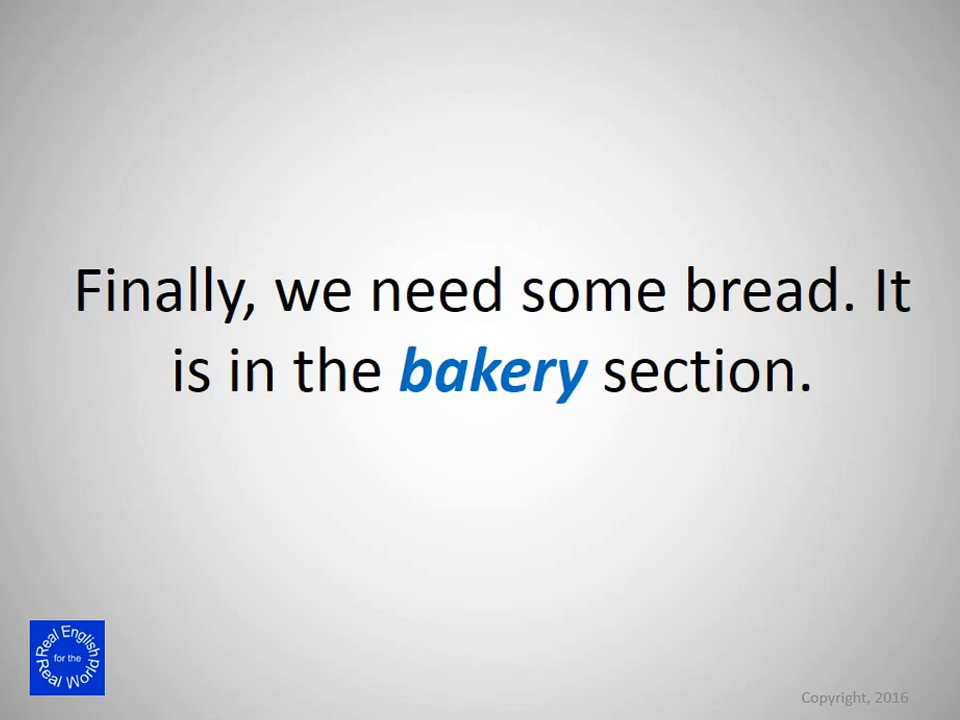 Finally, we need some bread. It
is in the bakery section.
Real English
for the
Real World
Copyright, 2016